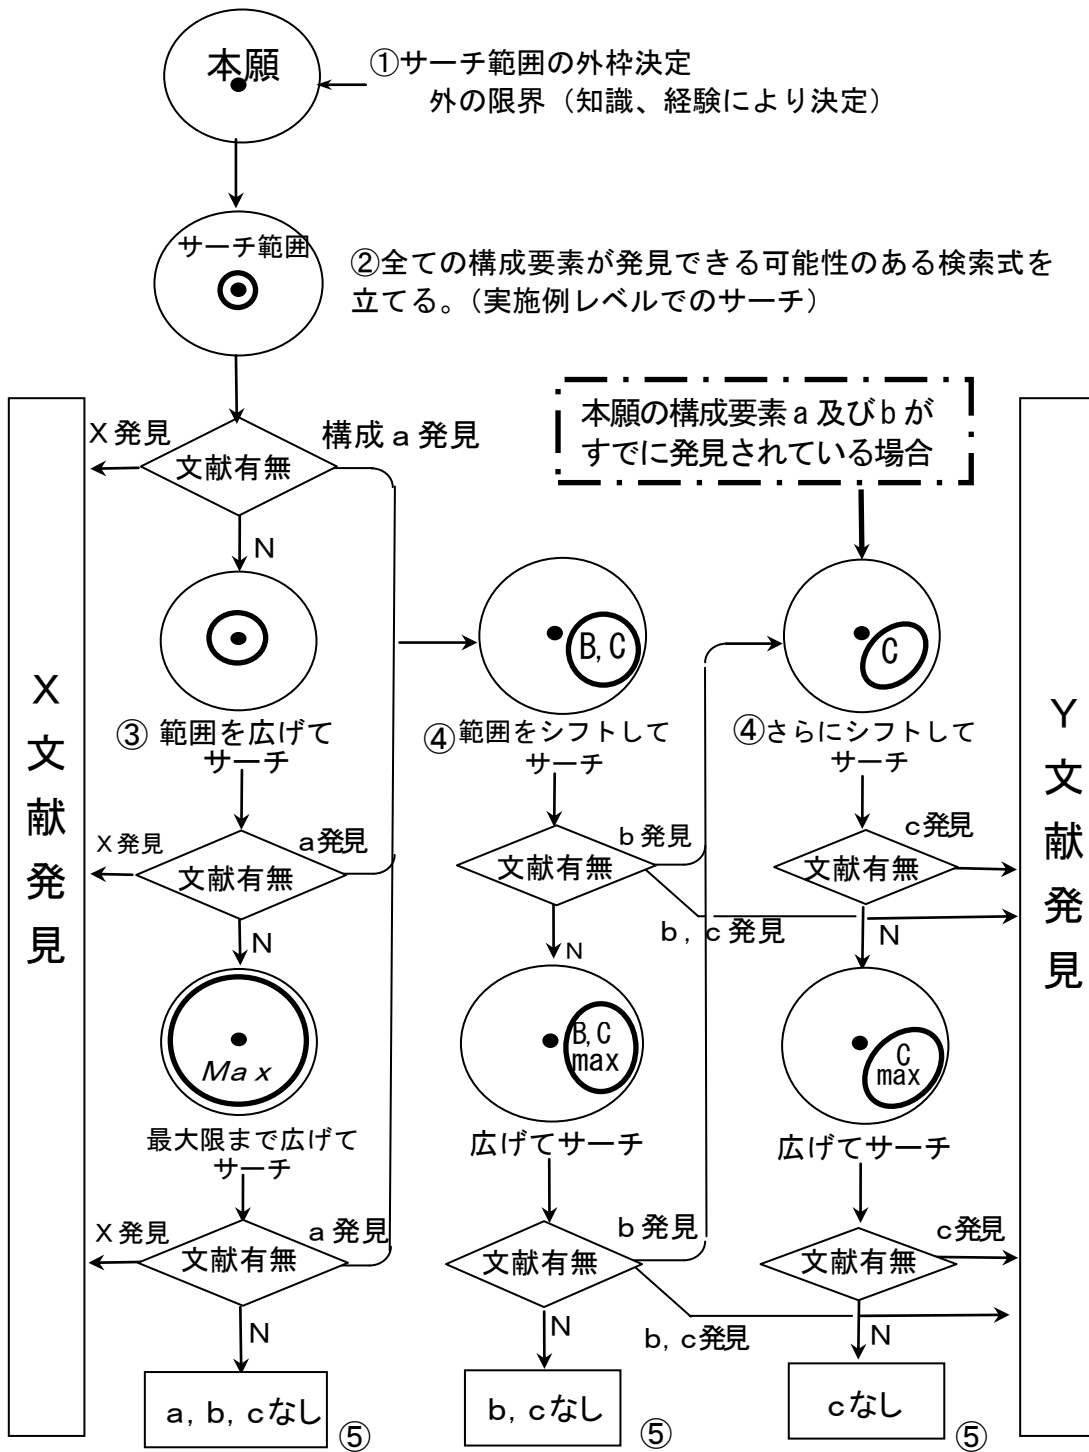 本願
①サーチ範囲の外枠決定
外の限界（知識、経験により決定）
サーチ範囲
②全ての構成要素が発見できる可能性のある検索式を
立てる。（実施例レベルでのサーチ）
本願の構成要素ａ及びｂが
すでに発見されている場合
Ｘ発見
構成ａ発見
文献有無
Ｎ
③範囲を広げて
サーチ
Ｘ発見
ａ発見
文献有無
Ｎ
Max
最大限まで広げて
サーチ
Ｘ発見
ａ発見
文献有無
Ｎ
ａ，ｂ，ｃなし
⑤
B, C
④範囲をシフトして
サーチ
ｂ発見
文献有無
ｂ，ｃ発見
Ｎ
B, C
max
広げてサーチ
ｂ発見
文献有無
ｂ，ｃ発見
Ｎ
ｂ，ｃなし
⑤
C
④さらにシフトして
サーチ
ｃ発見
文献有無
Ｎ
C
max
広げてサーチ
ｃ発見
文献有無
Ｎ
ｃなし
⑤
Ｘ文献発見
Ｙ文献発見